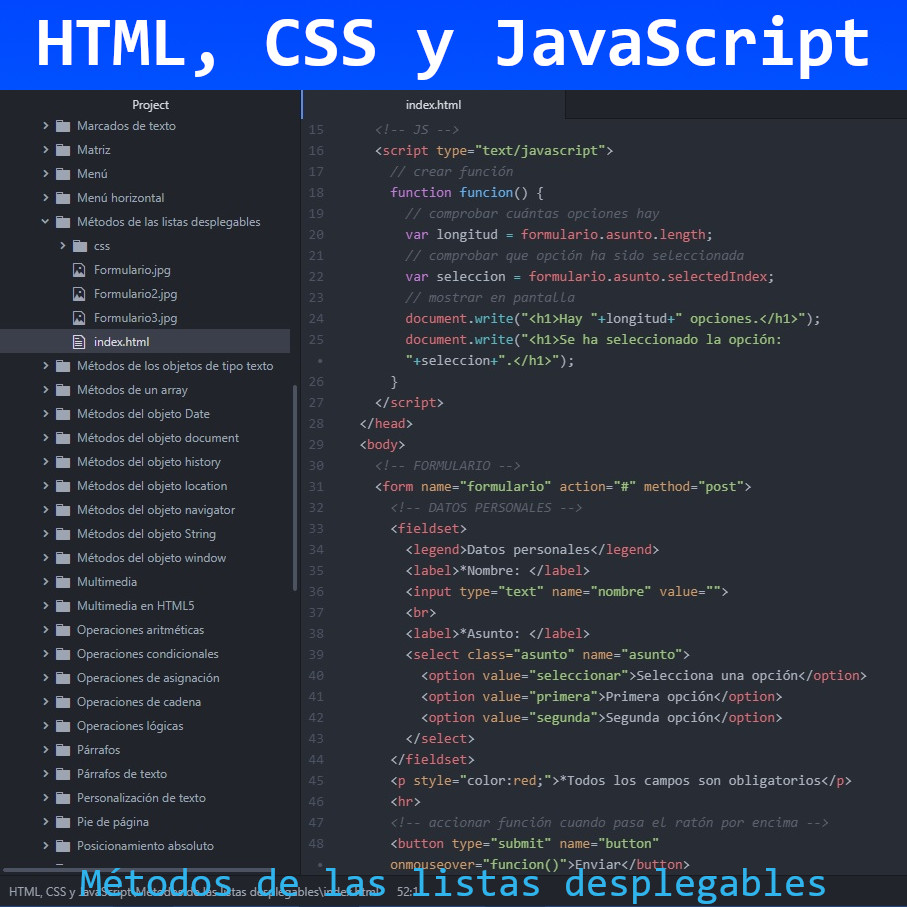 HTML, CSS y JavaScript
Project
Marcados de texto
Matriz
Menú
Menú horizontal
Métodos de las listas desplegables
css
Formulario.jpg
Formulario2.jpg
Formulario3.jpg
index.html
Métodos de los objetos de tipo texto
Métodos de un array
Métodos del objeto Date
Métodos del objeto document
Métodos del objeto history
Métodos del objeto location
Métodos del objeto navigator
Métodos del objeto String
Métodos del objeto window
Multimedia
Multimedia en HTML5
Operaciones aritméticas
Operaciones condicionales
Operaciones de asignación
Operaciones de cadena
Operaciones lógicas
Párrafos
Párrafos de texto
Personalización de texto
Pie de página
Posicionamiento absoluto
index.html
15 <!-- JS -->
16 <script type="text/javascript">
17 // crear función
18 function funcion() {
19 // comprobar cuántas opciones hay
20 var longitud = formulario.asunto.length;
21 // comprobar que opción ha sido seleccionada
22 var seleccion = formulario.asunto.selectedIndex;
23 // mostrar en pantalla
24 document.write("<h1>Hay "+longitud+" opciones.</h1>");
25 document.write("<h1>Se ha seleccionado la opción:
• "+seleccion+".</h1>");
26 }
27 </script>
28 </head>
29 <body>
30 <!-- FORMULARIO -->
31 <form name="formulario" action="#" method="post">
32 <!-- DATOS PERSONALES -->
33 <fieldset>
34 <legend>Datos personales</legend>
35 <label>*Nombre: </label>
36 <input type="text" name="nombre" value="">
37 <br>
38 <label>*Asunto: </label>
39 <select class="asunto" name="asunto">
40 <option value="seleccionar">Selecciona una opción</option>
41 <option value="primera">Primera opción</option>
42 <option value="segunda">Segunda opción</option>
43 </select>
44 </fieldset>
45 <p style="color:red;">*Todos los campos son obligatorios</p>
46 <hr>
47 <!-- accionar función cuando pasa el ratón por encima -->
48 <button type="submit" name="button"
• onmouseover="funcion()">Enviar</button>
Métodos de las listas desplegables
HTML, CSS y JavaScript\Métodos de las listas desplegables\index.html 52:1